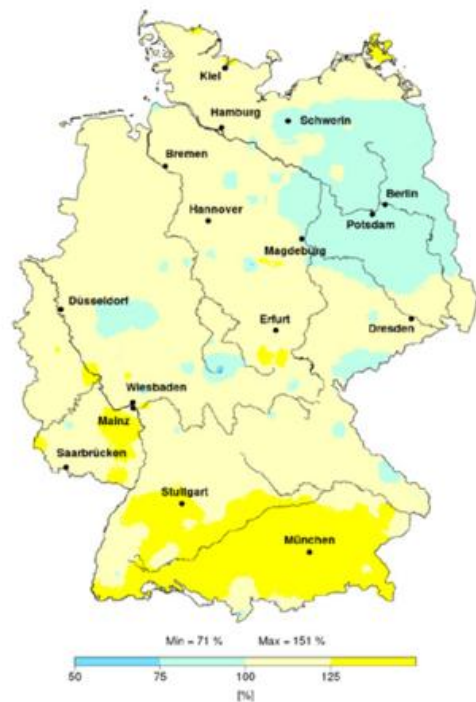 Kiel
Hamburg
Schwerin
Bremen
Berlin
Hannover
Potsdam
Magdeburg
Düsseldorf
Erfurt
Dresden
Wiesbaden
Mainz
Saarbrücken
Stuttgart
München
Min = 71 % Max = 151 %
50 75 100 125
[%]